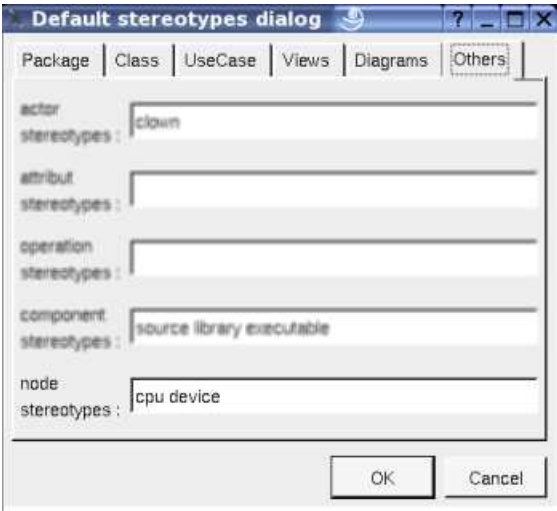 Default stereotypes dialog
Package Class UseCase Views Diagrams Others
actor
stereotypes :
clown
attribut
stereotypes :
operation
stereotypes :
component
stereotypes :
source library executable
node
stereotypes :
cpu device
OK Cancel